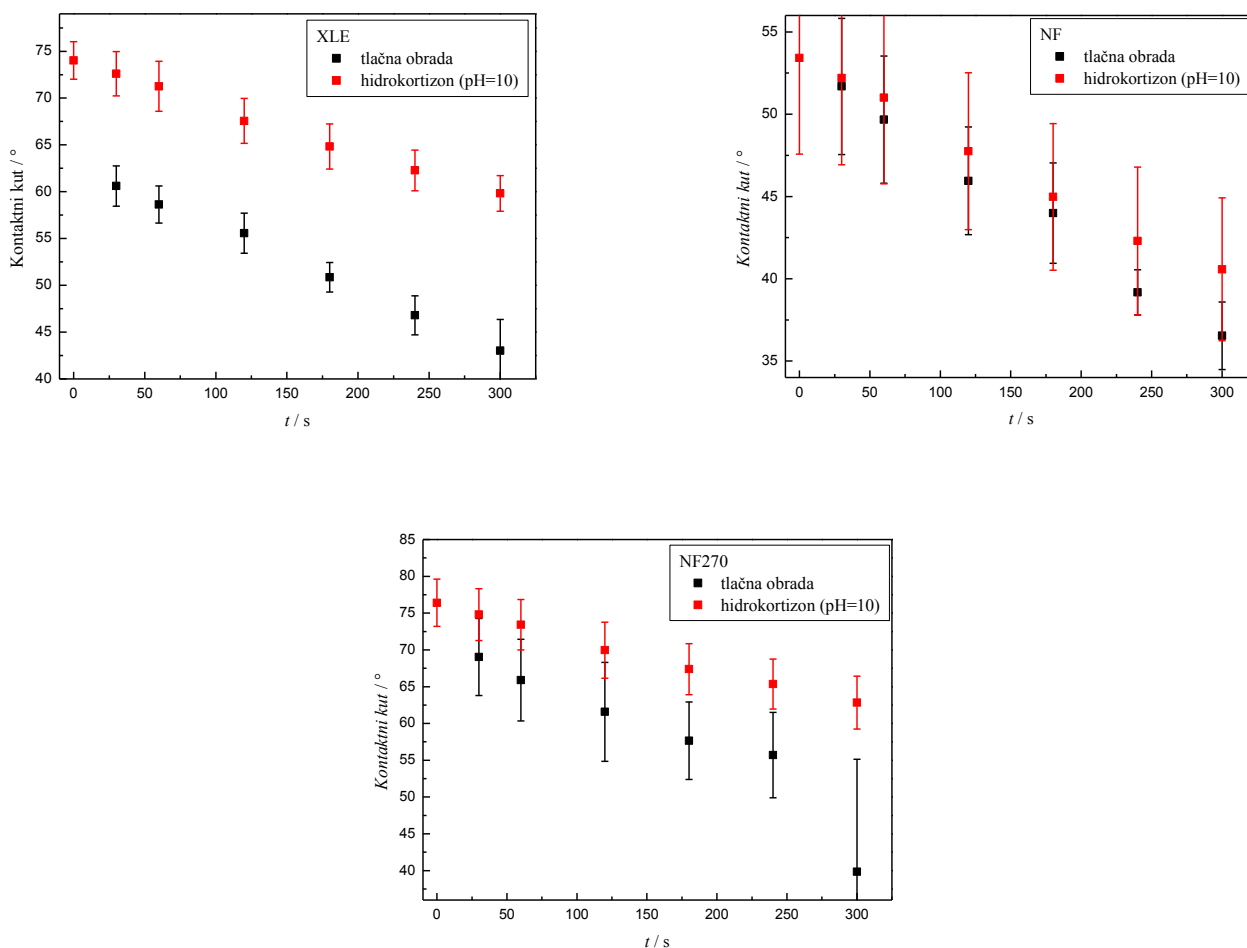 XLE
tlačna obrada
hidrokortizon (pH=10)
75
70
65
60
55
50
45
40
Kontaktni kut / °
0 50 100 150 200 250 300
t / s
NF
tlačna obrada
hidrokortizon (pH=10)
55
50
45
40
35
Kontaktni kut / °
0 50 100 150 200 250 300
t / s
NF270
tlačna obrada
hidrokortizon (pH=10)
85
80
75
70
65
60
55
50
45
40
Kontaktni kut / °
0 50 100 150 200 250 300
t / s